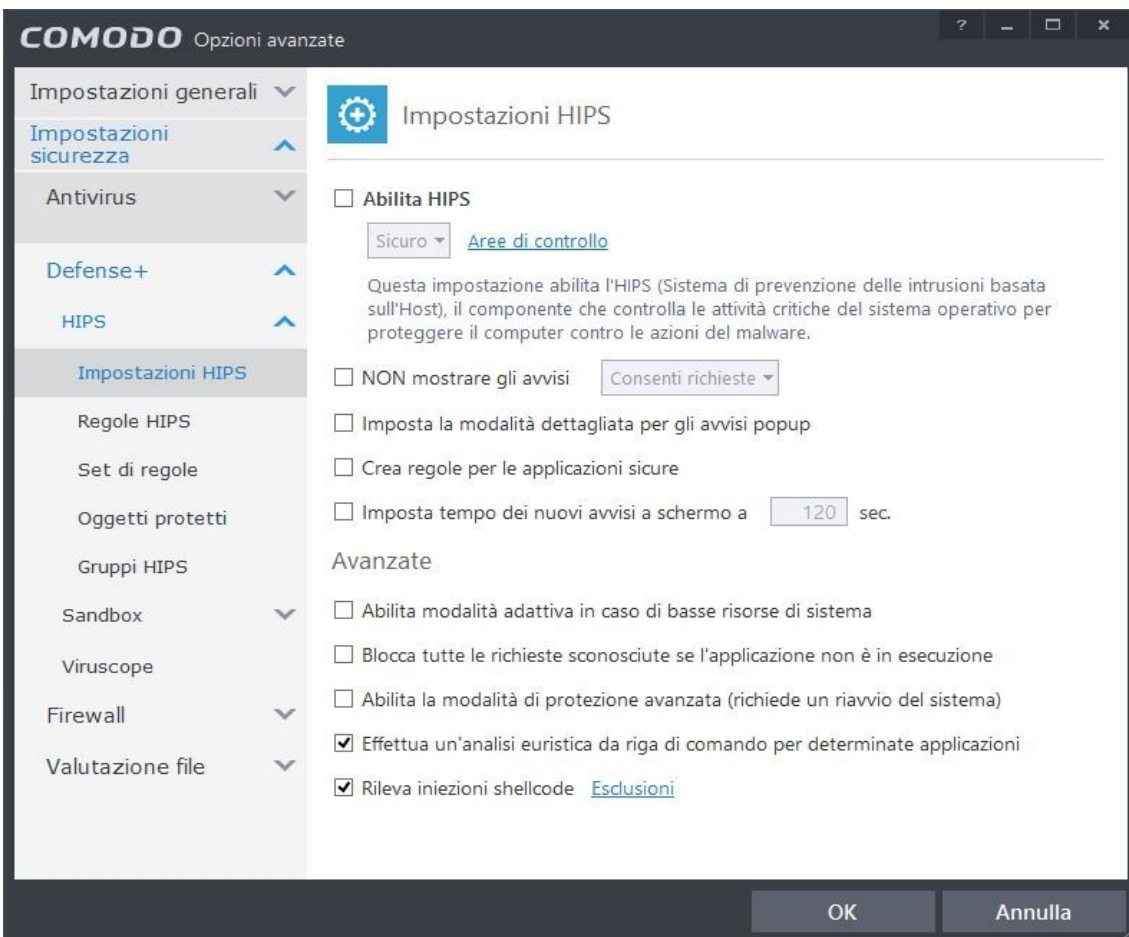 COMODO Opzioni avanzate
?
Impostazioni generali
Impostazioni
sicurezza
Antivirus
Defense+
HIPS
Impostazioni HIPS
Regole HIPS
Set di regole
Oggetti protetti
Gruppi HIPS
Sandbox
Viruscope
Firewall
Valutazione file
Impostazioni HIPS
Abilita HIPS
Sicuro Aree di controllo
Questa impostazione abilita l'HIPS (Sistema di prevenzione delle intrusioni basata
sull'Host), il componente che controlla le attività critiche del sistema operativo per
proteggere il computer contro le azioni del malware.
NON mostrare gli avvisi Consenti richieste
Imposta la modalità dettagliata per gli avvisi popup
Crea regole per le applicazioni sicure
Imposta tempo dei nuovi avvisi a schermo a 120 sec.
Avanzate
Abilita modalità adattiva in caso di basse risorse di sistema
Blocca tutte le richieste sconosciute se l'applicazione non è in esecuzione
Abilita la modalità di protezione avanzata (richiede un riavvio del sistema)
Effettua un'analisi euristica da riga di comando per determinate applicazioni
Rileva iniezioni shellcode Esclusioni
OK Annulla